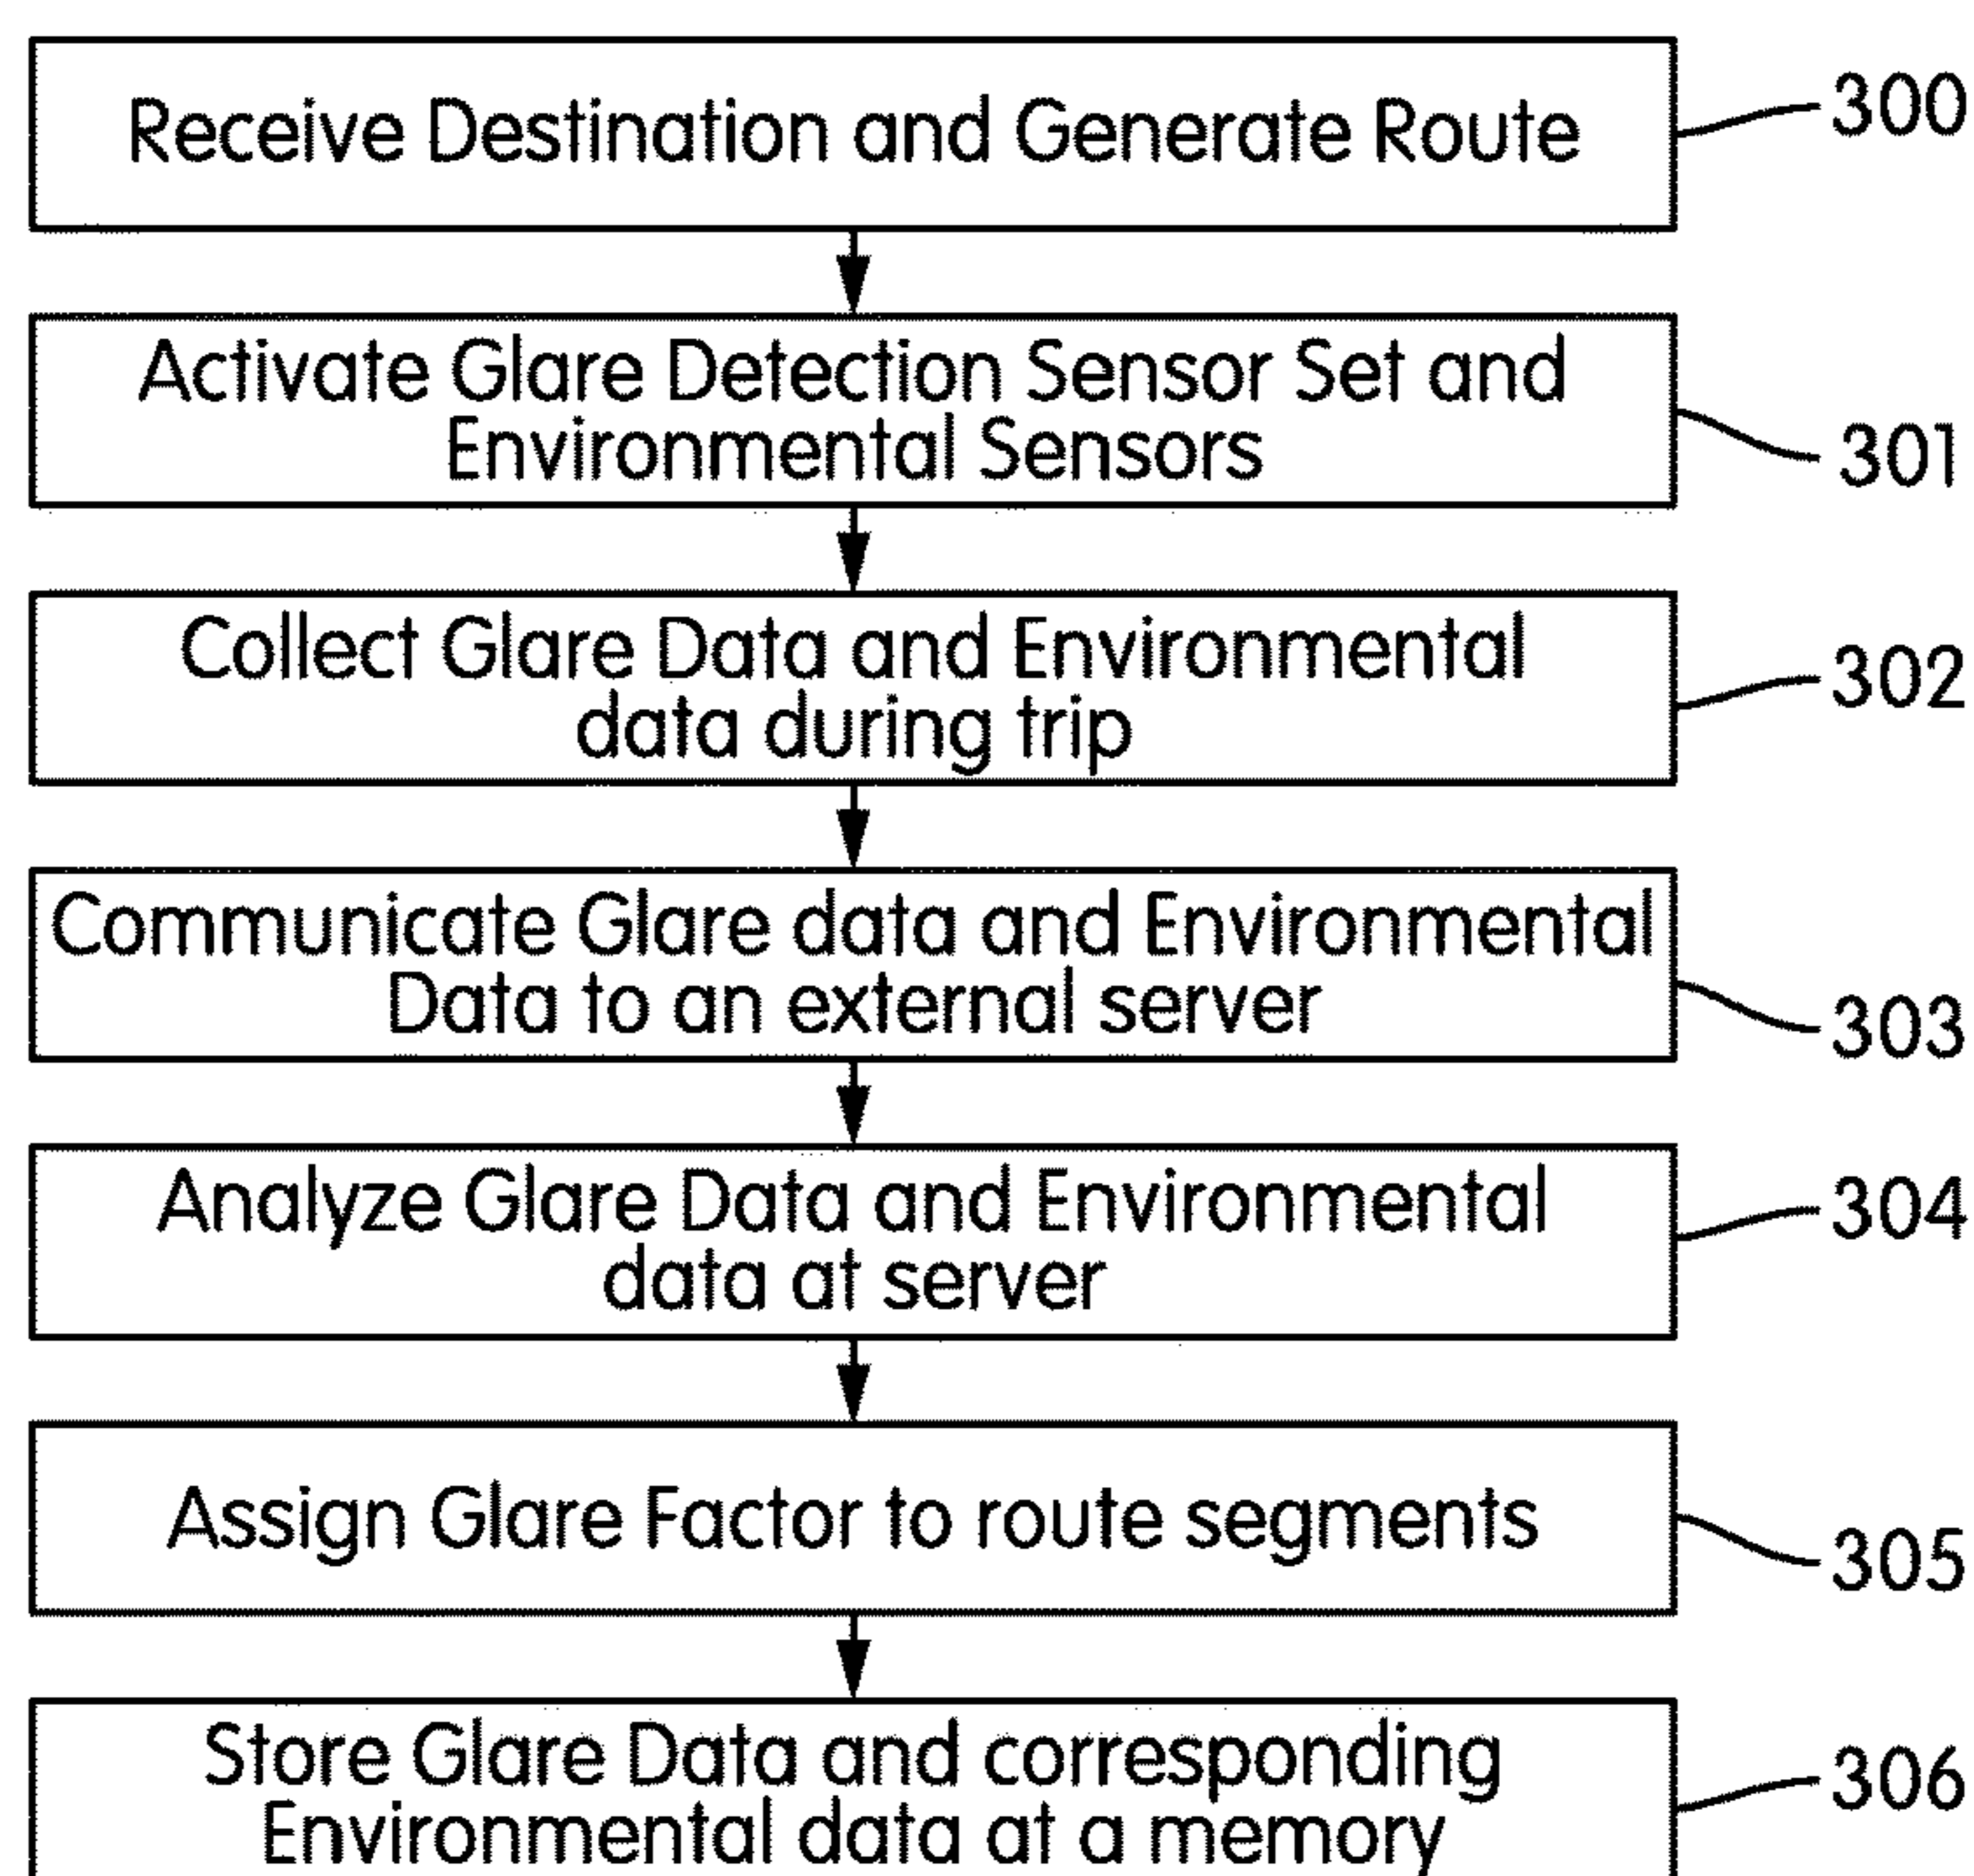 Receive Destination and Generate Route
300
Activate Glare Detection Sensor Set and
Environmental Sensors
301
Collect Glare Data and Environmental
data during trip
302
Communicate Glare data and Environmental
Data to an external server
303
Analyze Glare Data and Environmental
data at server
304
Assign Glare Factor to route segments
305
Store Glare Data and corresponding
Environmental data at a memory
306